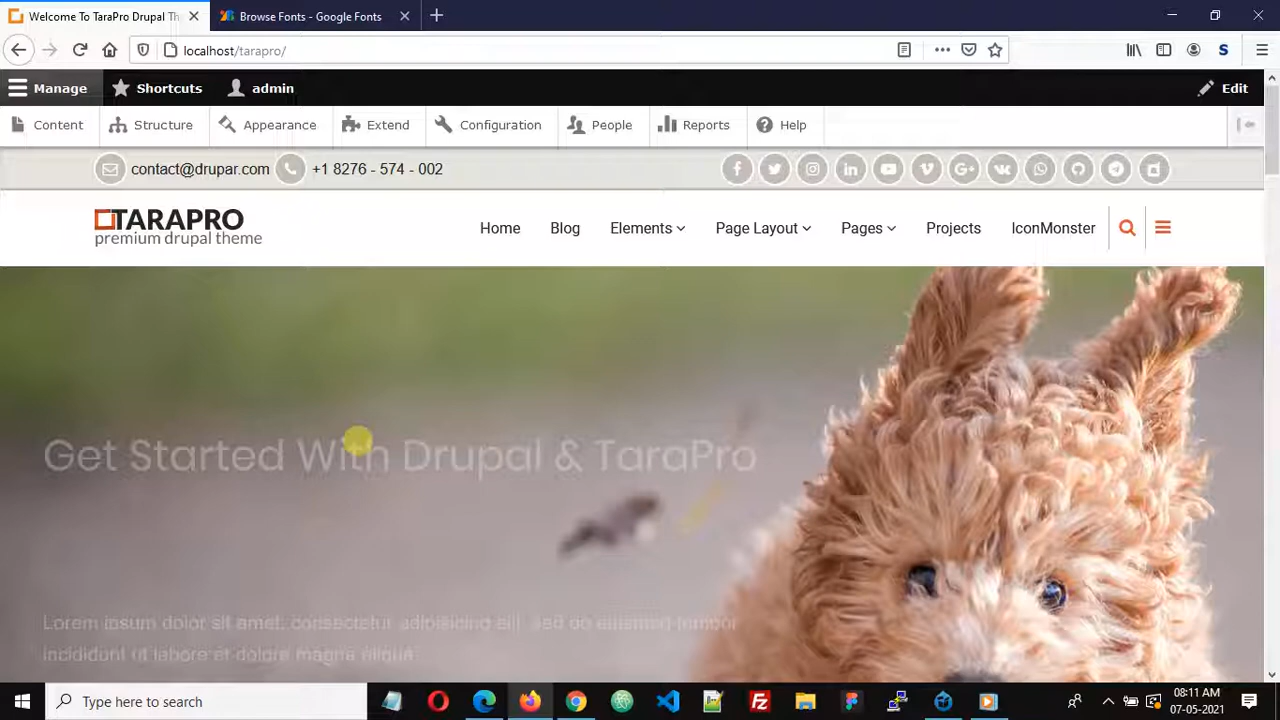 Welcome To TaraPro Drupal Th
Browse Fonts - Google Fonts
localhost/tarapro/
Manage Shortcuts admin Edit
Content Structure Appearance Extend Configuration People Reports Help
contact@drupar.com +1 8276 - 574 - 002
TARAPRO
premium drupal theme
Home Blog Elements Page Layout Pages Projects IconMonster
Get Started With Drupal & TaraPro
Lorem ipsum dolor sit amet, consectetur adipisicing elit, sed do eiusmod tempor
incididunt ut labore et dolore magna aliqua
Type here to search
08:11 AM
07-05-2021